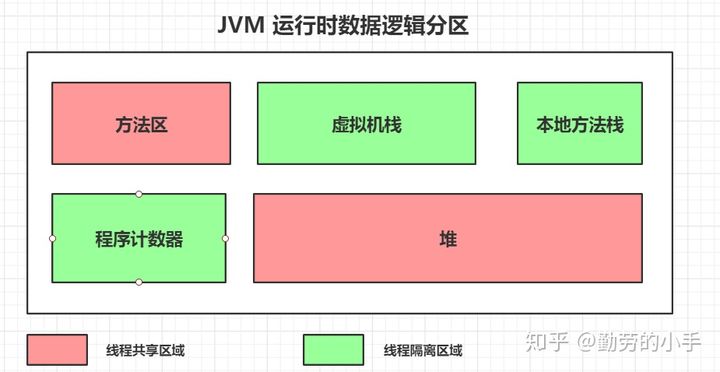 JVM 运行时数据逻辑分区
方法区
虚拟机栈
本地方法栈
程序计数器
堆
线程共享区域
线程隔离区域
知乎 @勤劳的小手